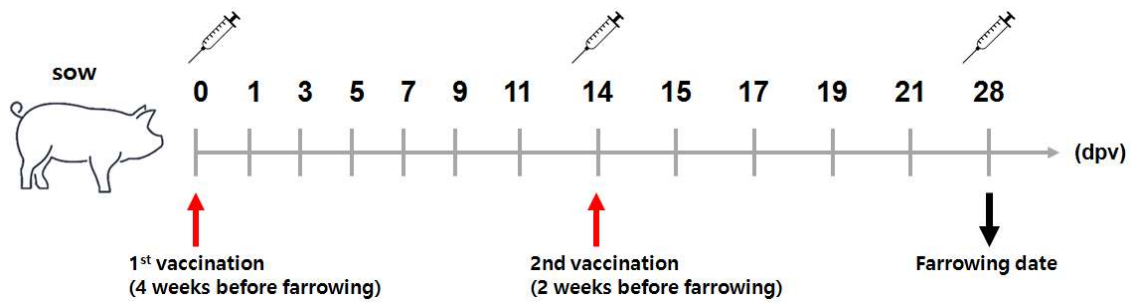 sow
0 1 3 5 7 9 11 14 15 17 19 21 28
(dpv)
1st vaccination
(4 weeks before farrowing)
2nd vaccination
(2 weeks before farrowing)
Farrowing date